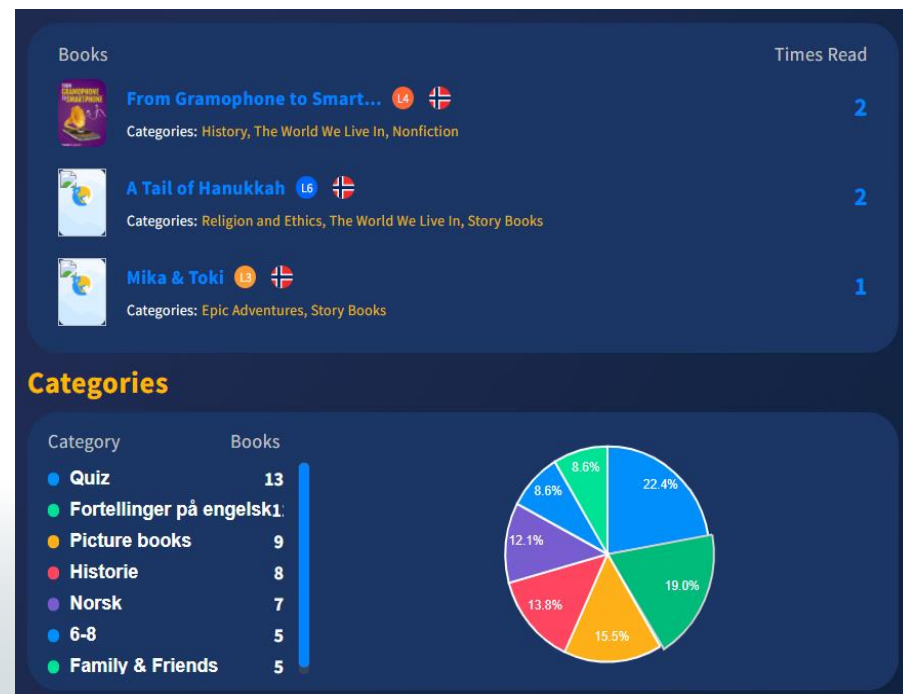 Books Times Read
FROM GRAMOPHONE TO SMARTPHONE
From Gramophone to Smart... L4 2
Categories: History, The World We Live In, Nonfiction
A Tail of Hanukkah L6 2
Categories: Religion and Ethics, The World We Live In, Story Books
Mika & Toki L3 1
Categories: Epic Adventures, Story Books
Categories
Category Books
Quiz 13
Fortellinger på engelsk
Picture books 9
Historie 8
Norsk 7
6-8 5
Family & Friends 5
8.6% 22.4%
8.6%
12.1%
19.0%
13.8%
15.5%